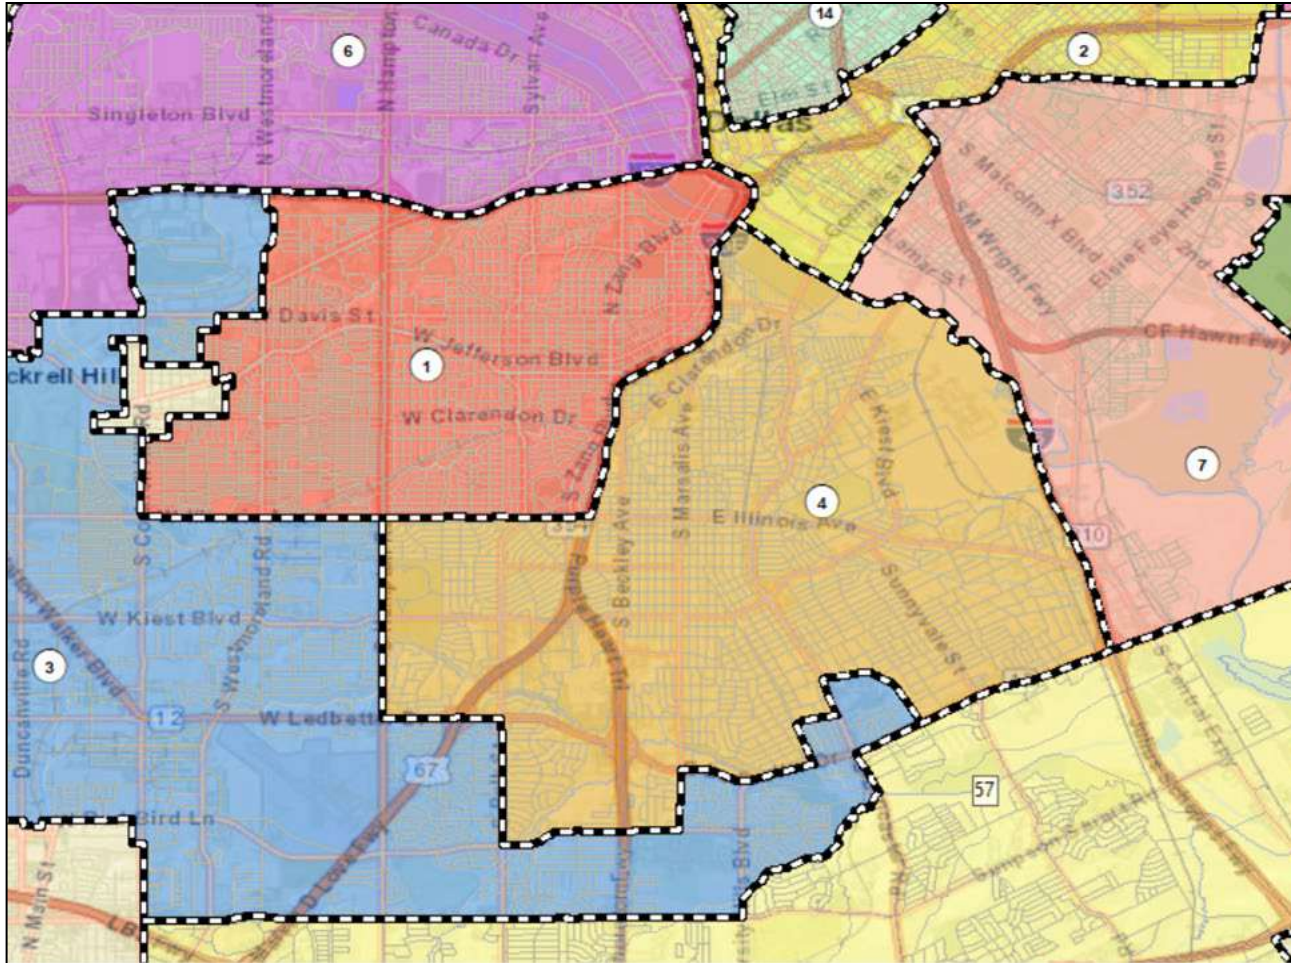 14
6
2
Canada Dr
N Westmoreland
N Hampton
Sylvan Ave
Singleton Blvd
Elm St
Dallas
S Malcolm X Blvd
352
Elsie Faye Heggins St
2nd
S M Wright Fwy
Lamar St
Corinth St
N Zang Blvd
CF Hawn Fwy
W Davis St
W Jefferson Blvd
1
ckrell Hill
Rd
W Clarendon Dr
E Clarendon Dr
E Kiest Blvd
S Marsalis Ave
S Beckley Ave
7
4
E Illinois Ave
310
Sunnyvale St
S Westmoreland Rd
W Kiest Blvd
3
Walker Blvd
Duncanville Rd
12
W Ledbetter
67
57
S Central Expy
Simpson Stuart Rd
Bird Ln
N Main St